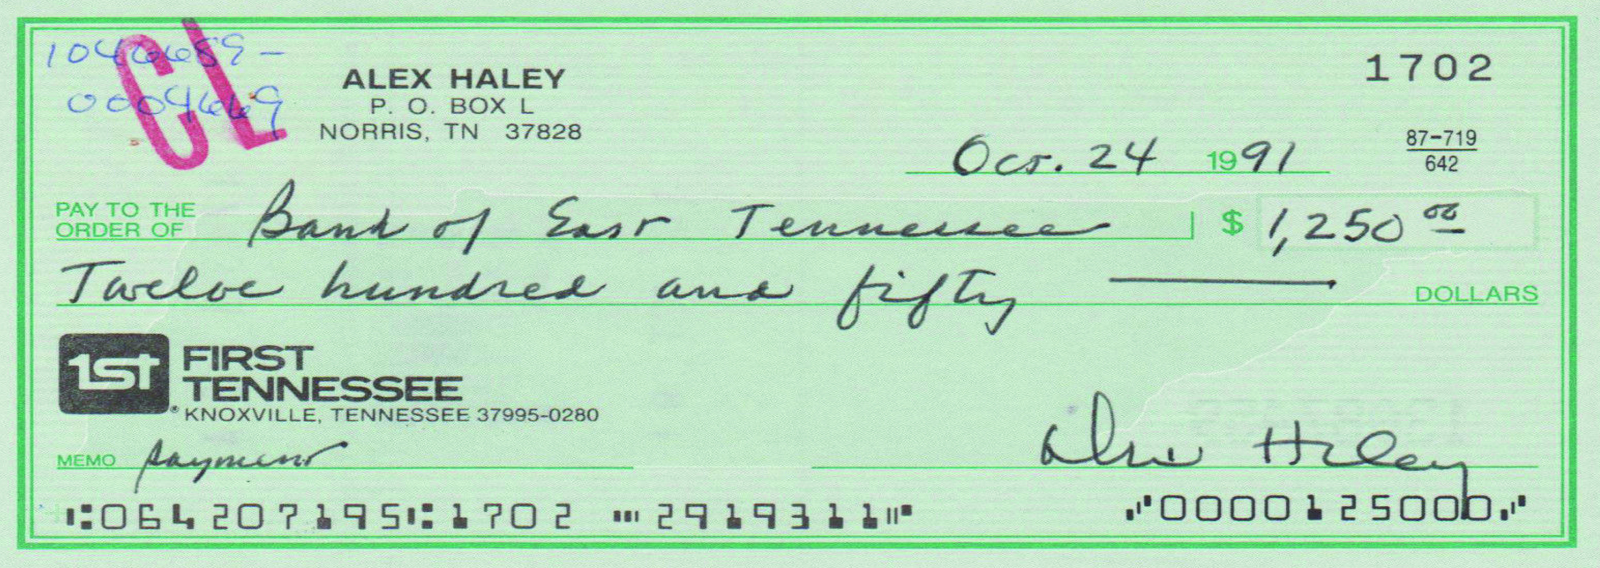 1046689-
0004669
CL
ALEX HALEY
P. O. BOX L
NORRIS, TN 37828
1702
Oct. 24 1991
87-719
642
PAY TO THE
ORDER OF Bank of East Tennessee $ 1,250 00
Twelve hundred and fifty DOLLARS
1st FIRST
TENNESSEE
KNOXVILLE, TENNESSEE 37995-0280
MEMO payment Alex Haley
⑆064207195⑆1702 ⑈2919311⑈ ⑈0000125000⑈